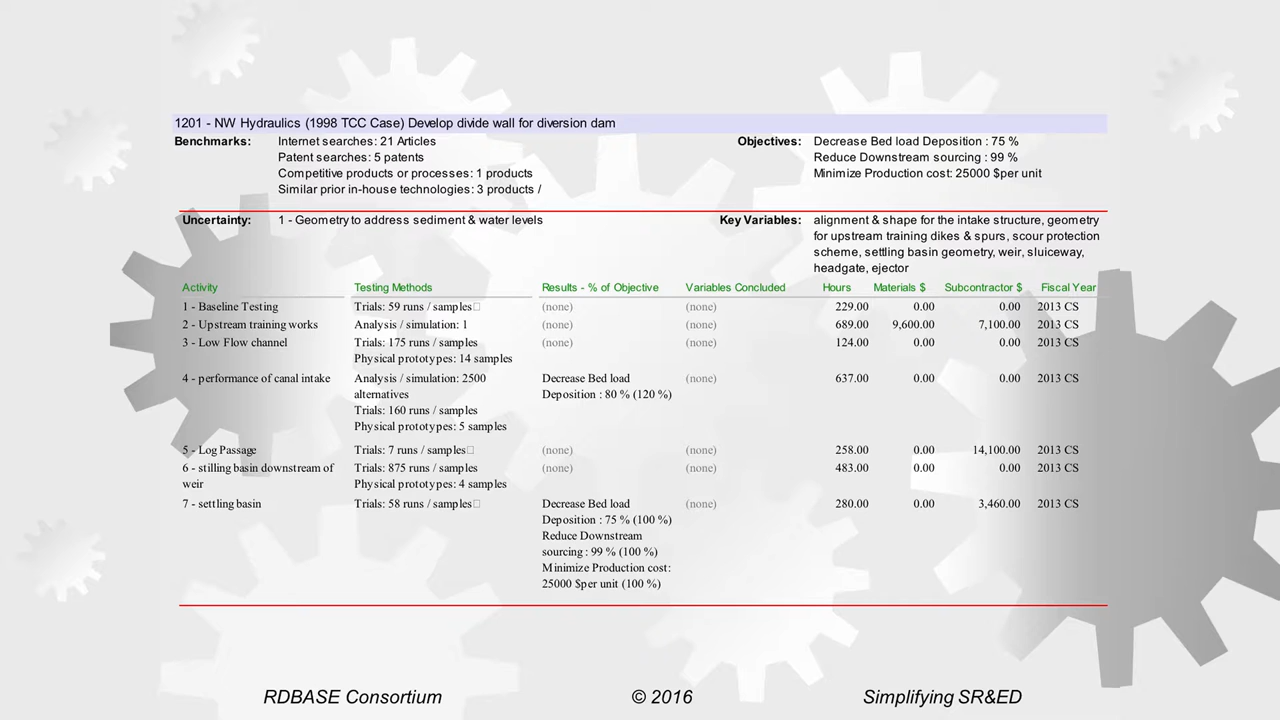 1201 - NW Hydraulics (1998 TCC Case) Develop divide wall for diversion dam
Benchmarks: Internet searches: 21 Articles Objectives: Decrease Bed load Deposition : 75 %
Patent searches: 5 patents Reduce Downstream sourcing : 99 %
Competitive products or processes: 1 products Minimize Production cost: 25000 $per unit
Similar prior in-house technologies: 3 products /
Uncertainty: 1 - Geometry to address sediment & water levels Key Variables: alignment & shape for the intake structure, geometry
for upstream training dikes & spurs, scour protection
scheme, settling basin geometry, weir, sluiceway,
headgate, ejector
Activity Testing Methods Results - % of Objective Variables Concluded Hours Materials $ Subcontractor $ Fiscal Year
1 - Baseline Testing Trials: 59 runs / samples (none) (none) 229.00 0.00 0.00 2013 CS
2 - Upstream training works Analysis / simulation: 1 (none) (none) 689.00 9,600.00 7,100.00 2013 CS
3 - Low Flow channel Trials: 175 runs / samples (none) (none) 124.00 0.00 0.00 2013 CS
Physical prototypes: 14 samples
4 - performance of canal intake Analysis / simulation: 2500 Decrease Bed load (none) 637.00 0.00 0.00 2013 CS
alternatives Deposition : 80 % (120 %)
Trials: 160 runs / samples
Physical prototypes: 5 samples
5 - Log Passage Trials: 7 runs / samples (none) (none) 258.00 0.00 14,100.00 2013 CS
6 - stilling basin downstream of Trials: 875 runs / samples (none) (none) 483.00 0.00 0.00 2013 CS
weir Physical prototypes: 4 samples
7 - settling basin Trials: 58 runs / samples Decrease Bed load (none) 280.00 0.00 3,460.00 2013 CS
Deposition : 75 % (100 %)
Reduce Downstream
sourcing : 99 % (100 %)
Minimize Production cost:
25000 $per unit (100 %)
RDBASE Consortium © 2016 Simplifying SR&ED